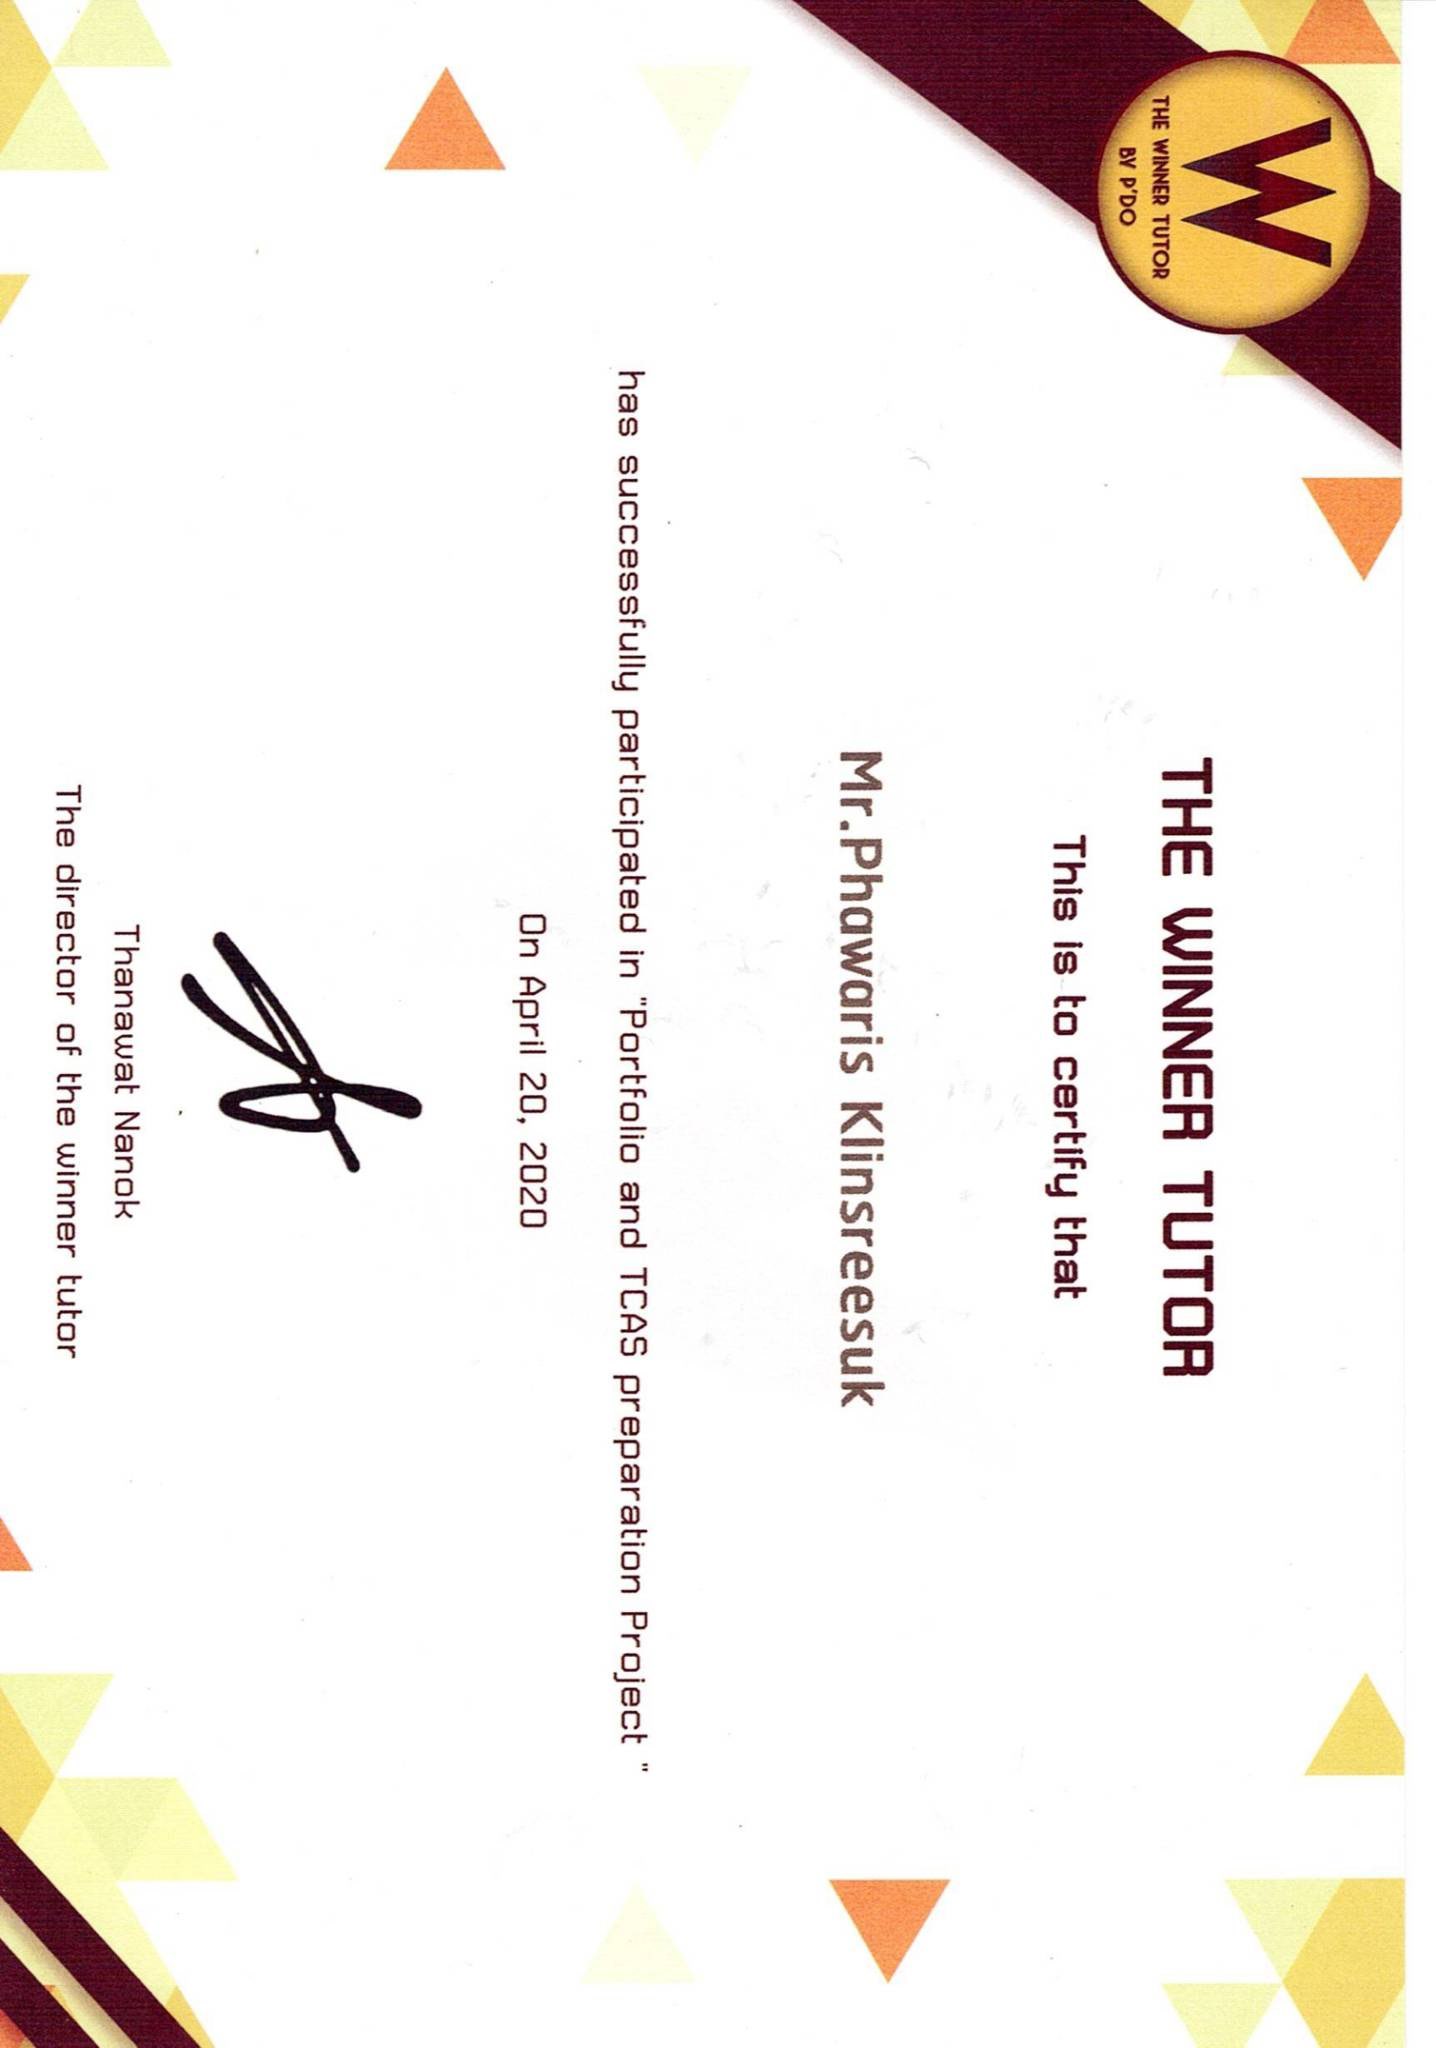 W
THE WINNER TUTOR
BY P'DO
THE WINNER TUTOR
This is to certify that
Mr.Phawaris Klinsreesuk
has successfully participated in "Portfolio and TCAS preparation Project "
On April 20, 2020
Thanawat Nanok
The director of the winner tutor